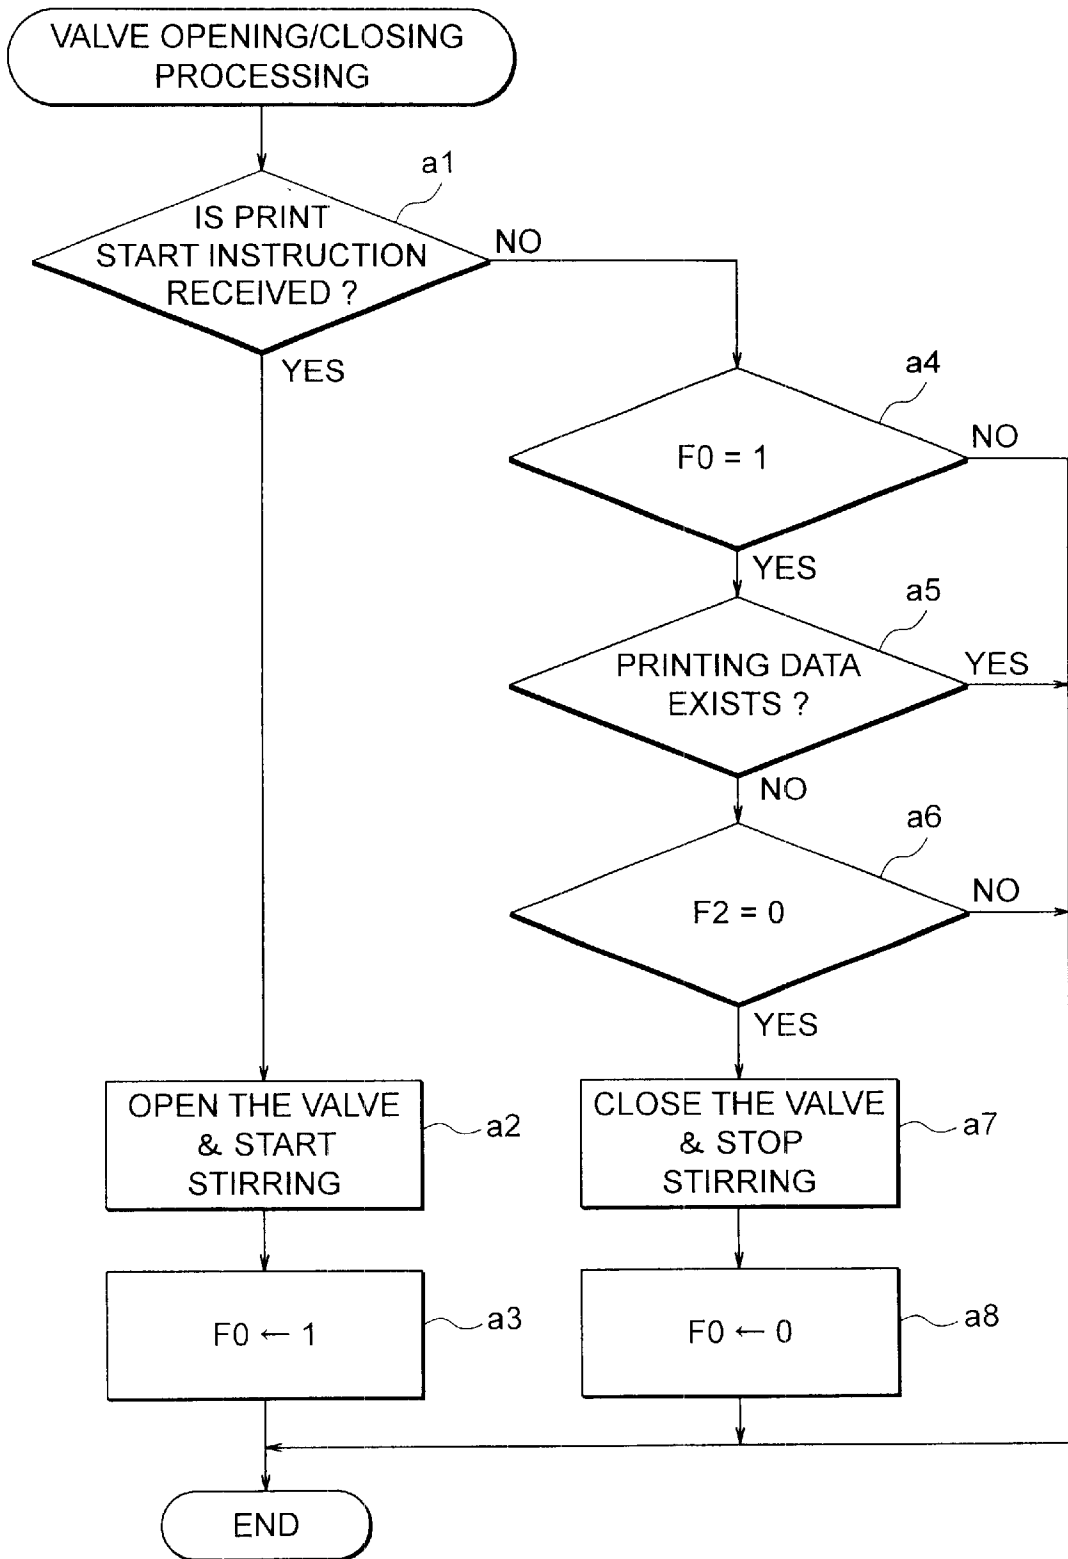 VALVE OPENING/CLOSING
PROCESSING
a1
IS PRINT
START INSTRUCTION
RECEIVED ?
NO
YES
a4
F0 = 1
NO
YES
a5
PRINTING DATA
EXISTS ?
YES
NO
a6
F2 = 0
NO
YES
OPEN THE VALVE
& START
STIRRING
a2
CLOSE THE VALVE
& STOP
STIRRING
a7
F0 ← 1
a3
F0 ← 0
a8
END